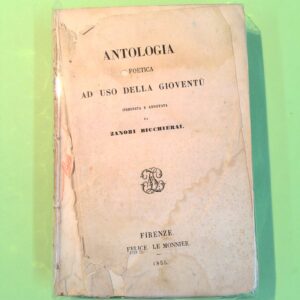 ANTOLOGIA
POETICA
AD USO DELLA GIOVENTÙ
ORDINATA E ANNOTATA
DA
ZANOBI BICCHIERAI.
FIRENZE
FELICE LE MONNIER